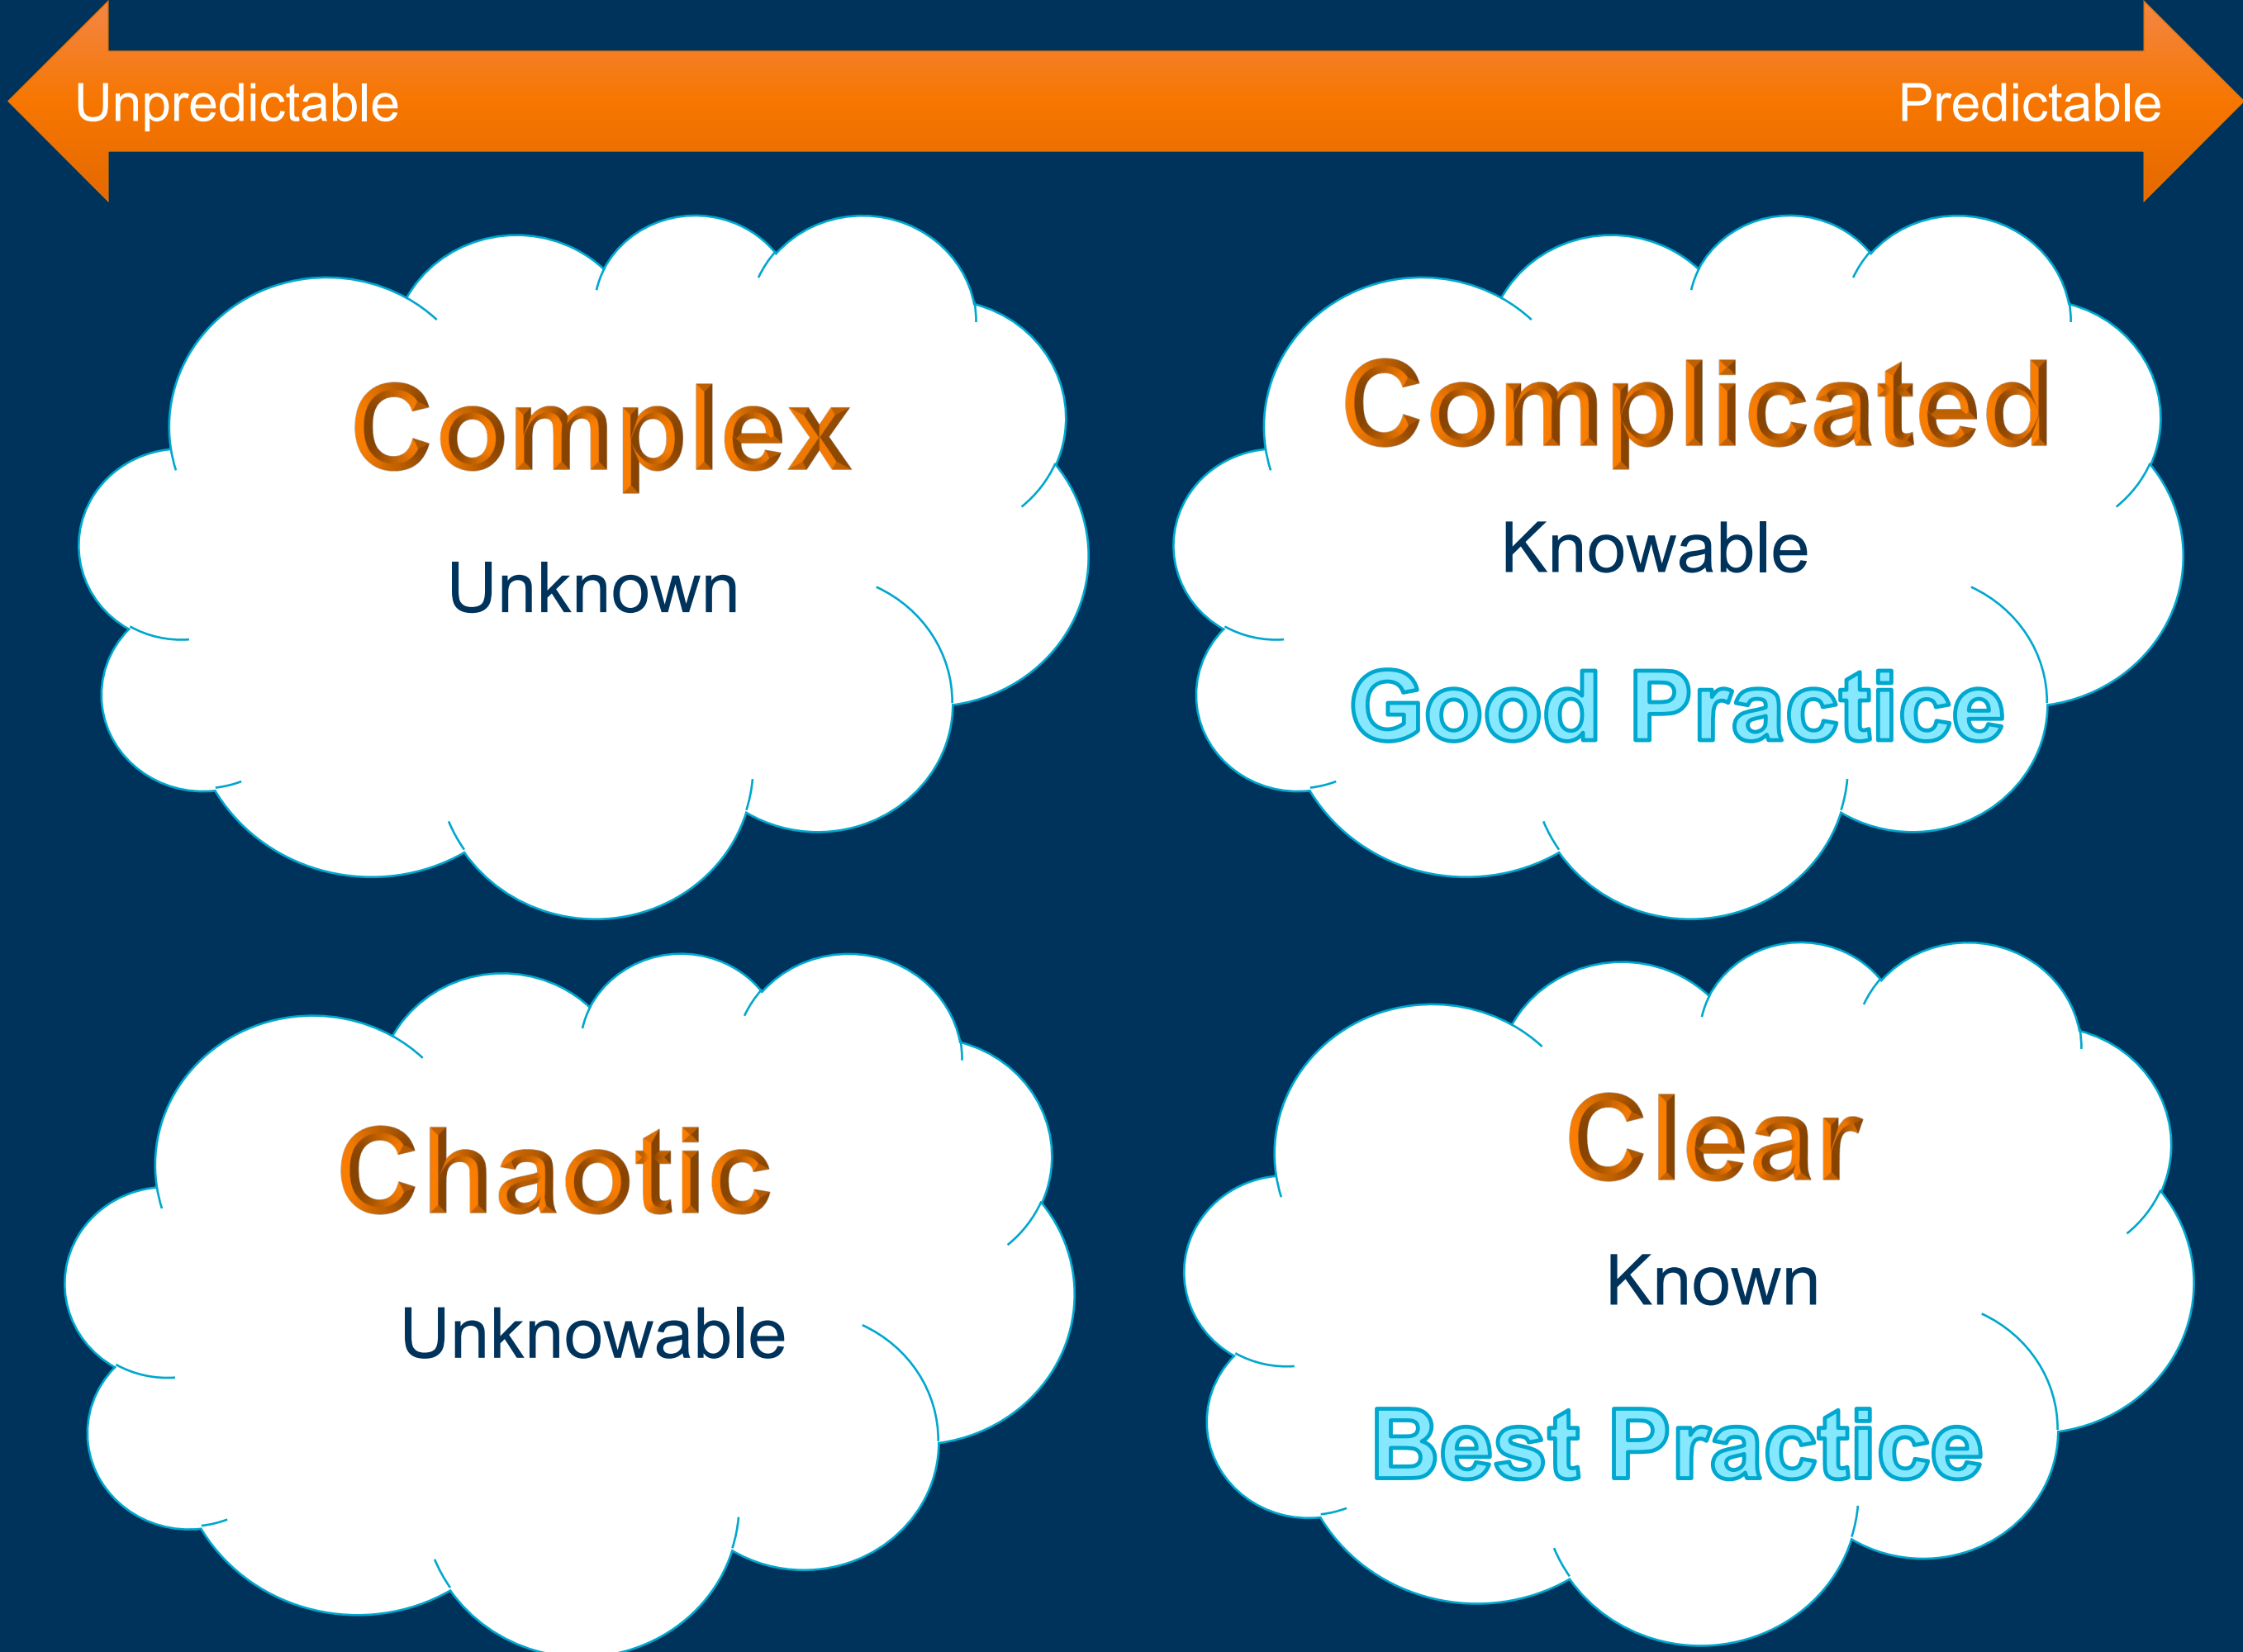 Unpredictable
Predictable
Complex
Unknown
Complicated
Knowable
Good Practice
Chaotic
Unknowable
Clear
Known
Best Practice